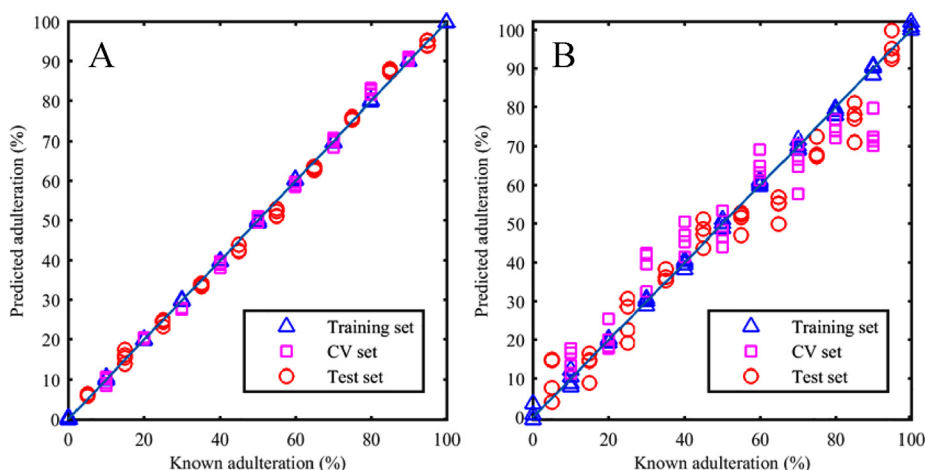 A
Predicted adulteration (%)
100
90
80
70
60
50
40
30
20
10
0
0 20 40 60 80 100
Known adulteration (%)
Training set
CV set
Test set
B
Predicted adulteration (%)
100
90
80
70
60
50
40
30
20
10
0
0 20 40 60 80 100
Known adulteration (%)
Training set
CV set
Test set